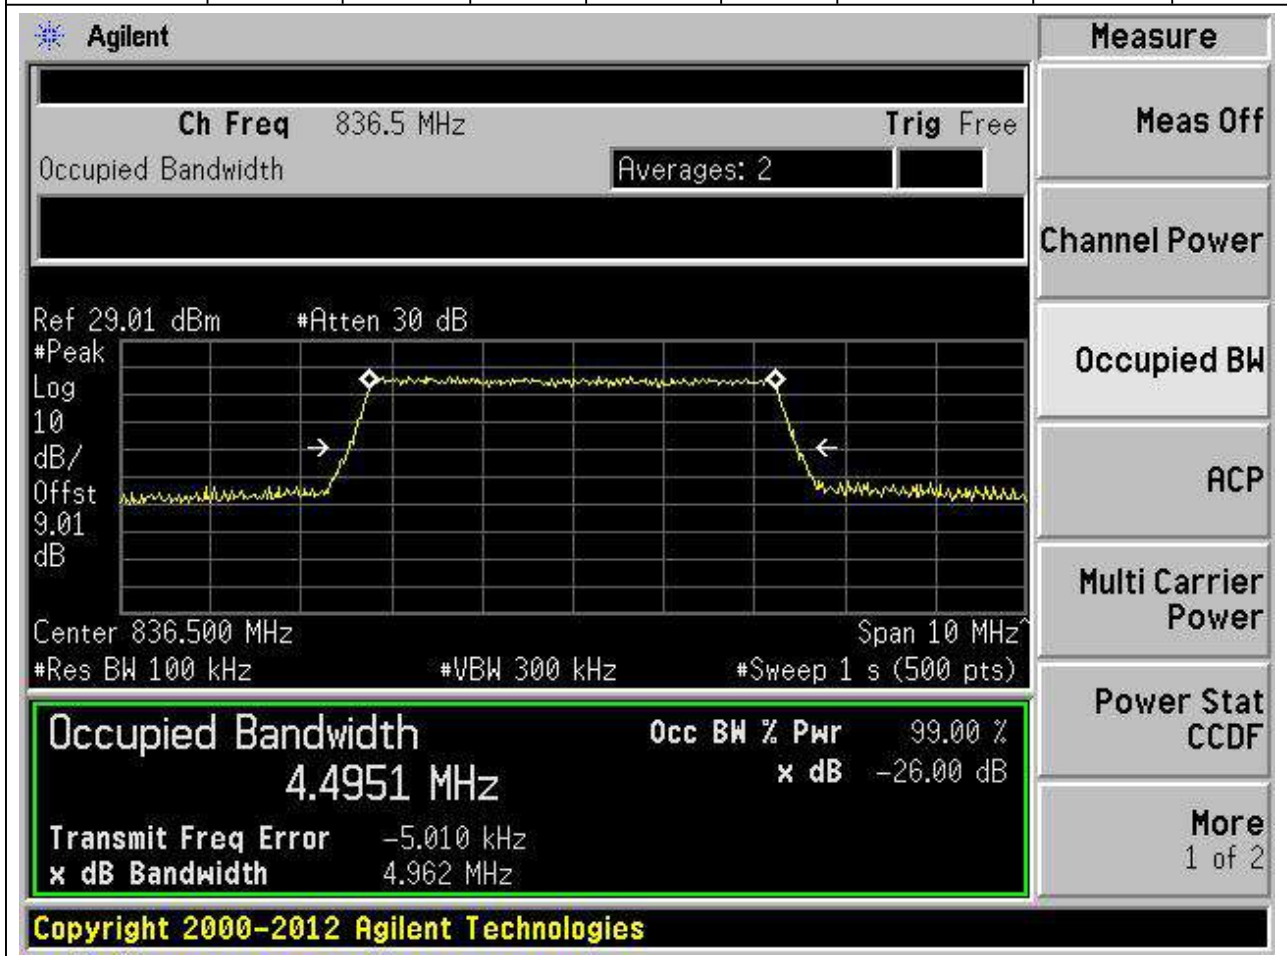 Agilent
Measure
Ch Freq 836.5 MHz Trig Free
Occupied Bandwidth Averages: 2
Meas Off
Channel Power
Occupied BW
ACP
Multi Carrier
Power
Power Stat
CCDF
More
1 of 2
Ref 29.01 dBm #Atten 30 dB
#Peak
Log
10
dB/
Offst
9.01
dB
Center 836.500 MHz Span 10 MHz^
#Res BW 100 kHz #VBW 300 kHz #Sweep 1 s (500 pts)
Occupied Bandwidth Occ BW % Pwr 99.00 %
4.4951 MHz x dB -26.00 dB
Transmit Freq Error -5.010 kHz
x dB Bandwidth 4.962 MHz
Copyright 2000-2012 Agilent Technologies